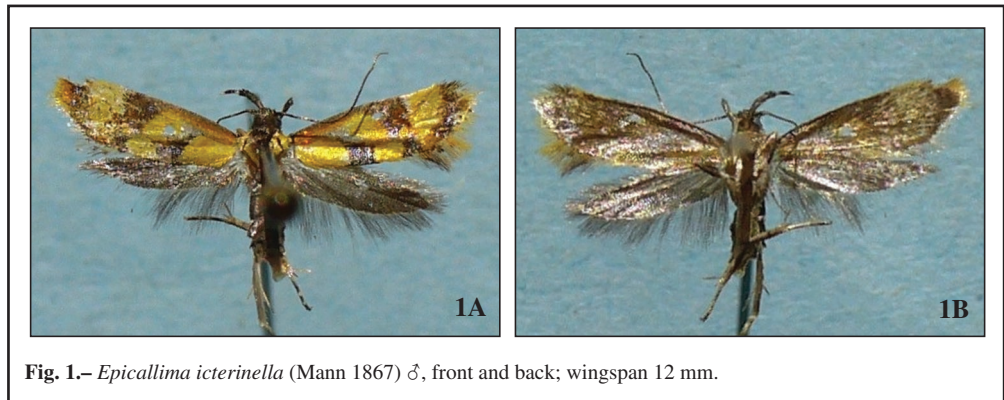 1A
1B
Fig. 1.– Epicallima icterinella (Mann 1867) ♂, front and back; wingspan 12 mm.